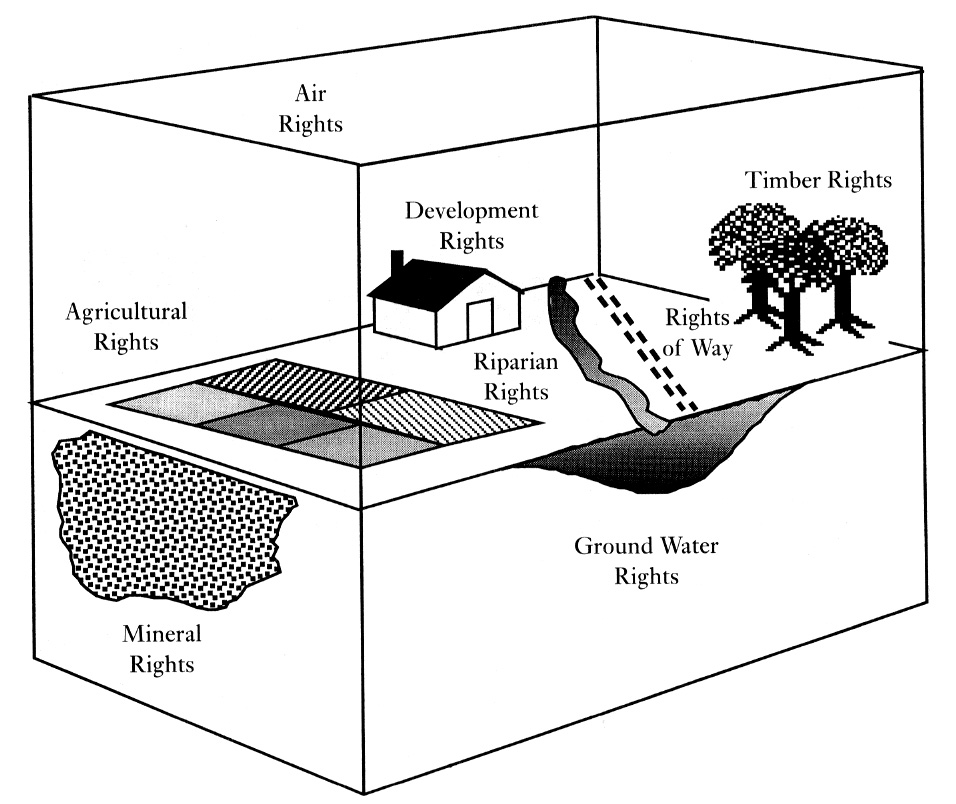 Air
Rights
Timber Rights
Development
Rights
Agricultural
Rights
Rights
of Way
Riparian
Rights
Ground Water
Rights
Mineral
Rights